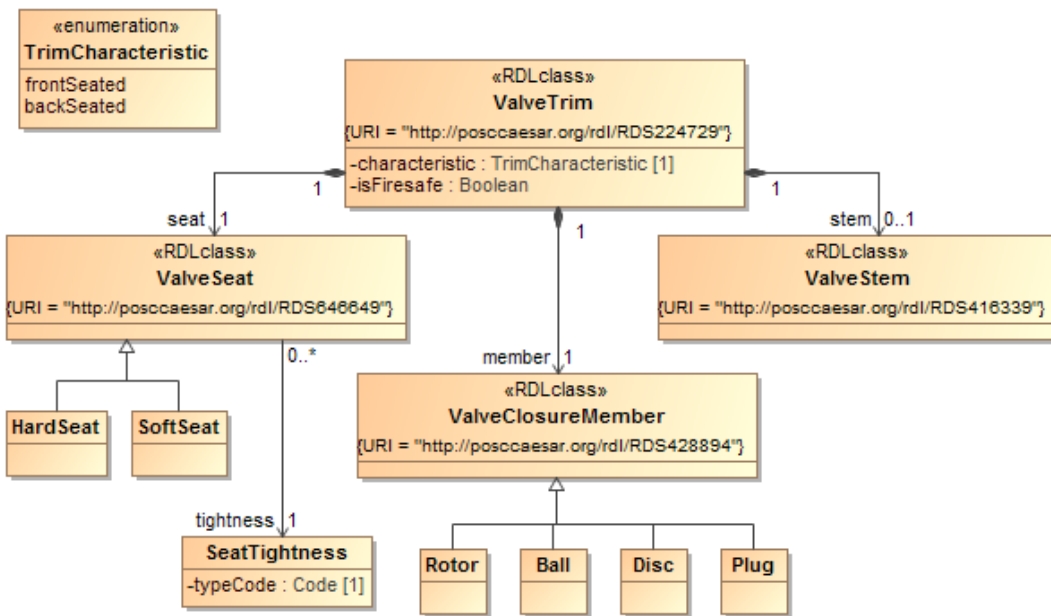 «enumeration»
TrimCharacteristic
frontSeated
backSeated
«RDLclass»
ValveTrim
{URI = "http://posccaesar.org/rdl/RDS224729"}
-characteristic : TrimCharacteristic [1]
-isFiresafe : Boolean
1
1
1
seat
1
member
1
stem
0..1
«RDLclass»
ValveSeat
{URI = "http://posccaesar.org/rdl/RDS646649"}
«RDLclass»
ValveStem
{URI = "http://posccaesar.org/rdl/RDS416339"}
0..*
«RDLclass»
ValveClosureMember
{URI = "http://posccaesar.org/rdl/RDS428894"}
HardSeat
SoftSeat
tightness
1
SeatTightness
-typeCode : Code [1]
Rotor
Ball
Disc
Plug